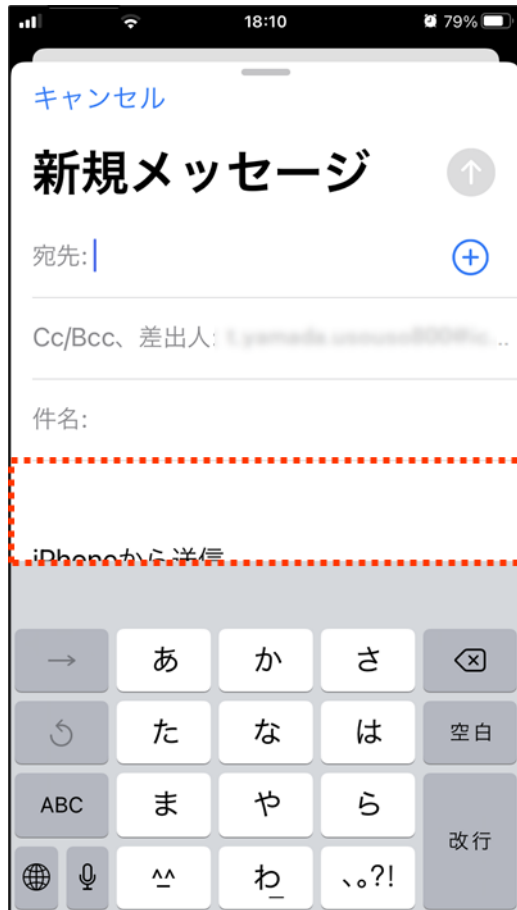 18:10 79%
キャンセル
新規メッセージ
宛先:
Cc/Bcc、差出人:
件名:
iPhoneから送信
→ あ か さ
た な は 空白
ABC ま や ら
改行
^^ わ_ 、。?!